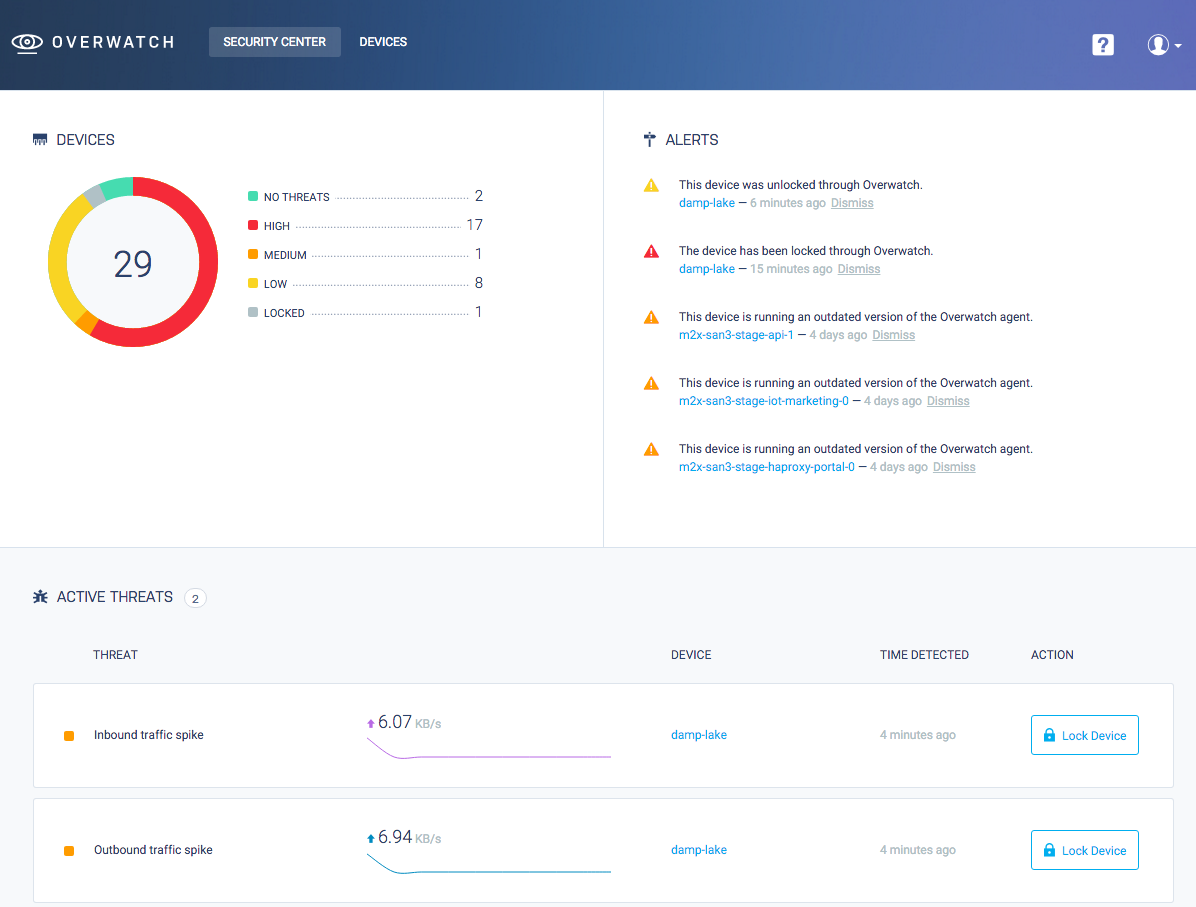 OVERWATCH
SECURITY CENTER
DEVICES
?
DEVICES
29
NO THREATS 2
HIGH 17
MEDIUM 1
LOW 8
LOCKED 1
ALERTS
This device was unlocked through Overwatch.
damp-lake — 6 minutes ago Dismiss
The device has been locked through Overwatch.
damp-lake — 15 minutes ago Dismiss
This device is running an outdated version of the Overwatch agent.
m2x-san3-stage-api-1 — 4 days ago Dismiss
This device is running an outdated version of the Overwatch agent.
m2x-san3-stage-iot-marketing-0 — 4 days ago Dismiss
This device is running an outdated version of the Overwatch agent.
m2x-san3-stage-haproxy-portal-0 — 4 days ago Dismiss
ACTIVE THREATS 2
THREAT DEVICE TIME DETECTED ACTION
Inbound traffic spike 6.07 KB/s damp-lake 4 minutes ago Lock Device
Outbound traffic spike 6.94 KB/s damp-lake 4 minutes ago Lock Device